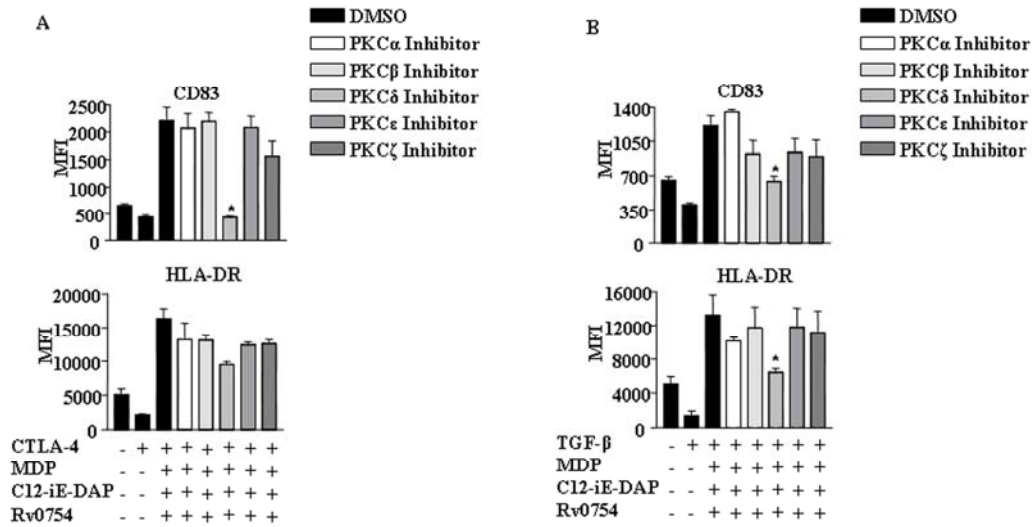 A
DMSO
PKCα Inhibitor
PKCβ Inhibitor
PKCδ Inhibitor
PKCε Inhibitor
PKCζ Inhibitor
CD83
MFI
2500
2000
1500
1000
500
0
*
HLA-DR
MFI
20000
15000
10000
5000
0
CTLA-4 - + + + + + + +
MDP - - + + + + + +
C12-iE-DAP - - + + + + + +
Rv0754 - - + + + + + +
B
DMSO
PKCα Inhibitor
PKCβ Inhibitor
PKCδ Inhibitor
PKCε Inhibitor
PKCζ Inhibitor
CD83
MFI
1400
1050
700
350
0
*
HLA-DR
MFI
16000
12000
8000
4000
0
*
TGF-β - + + + + + + +
MDP - - + + + + + +
C12-iE-DAP - - + + + + + +
Rv0754 - - + + + + + +